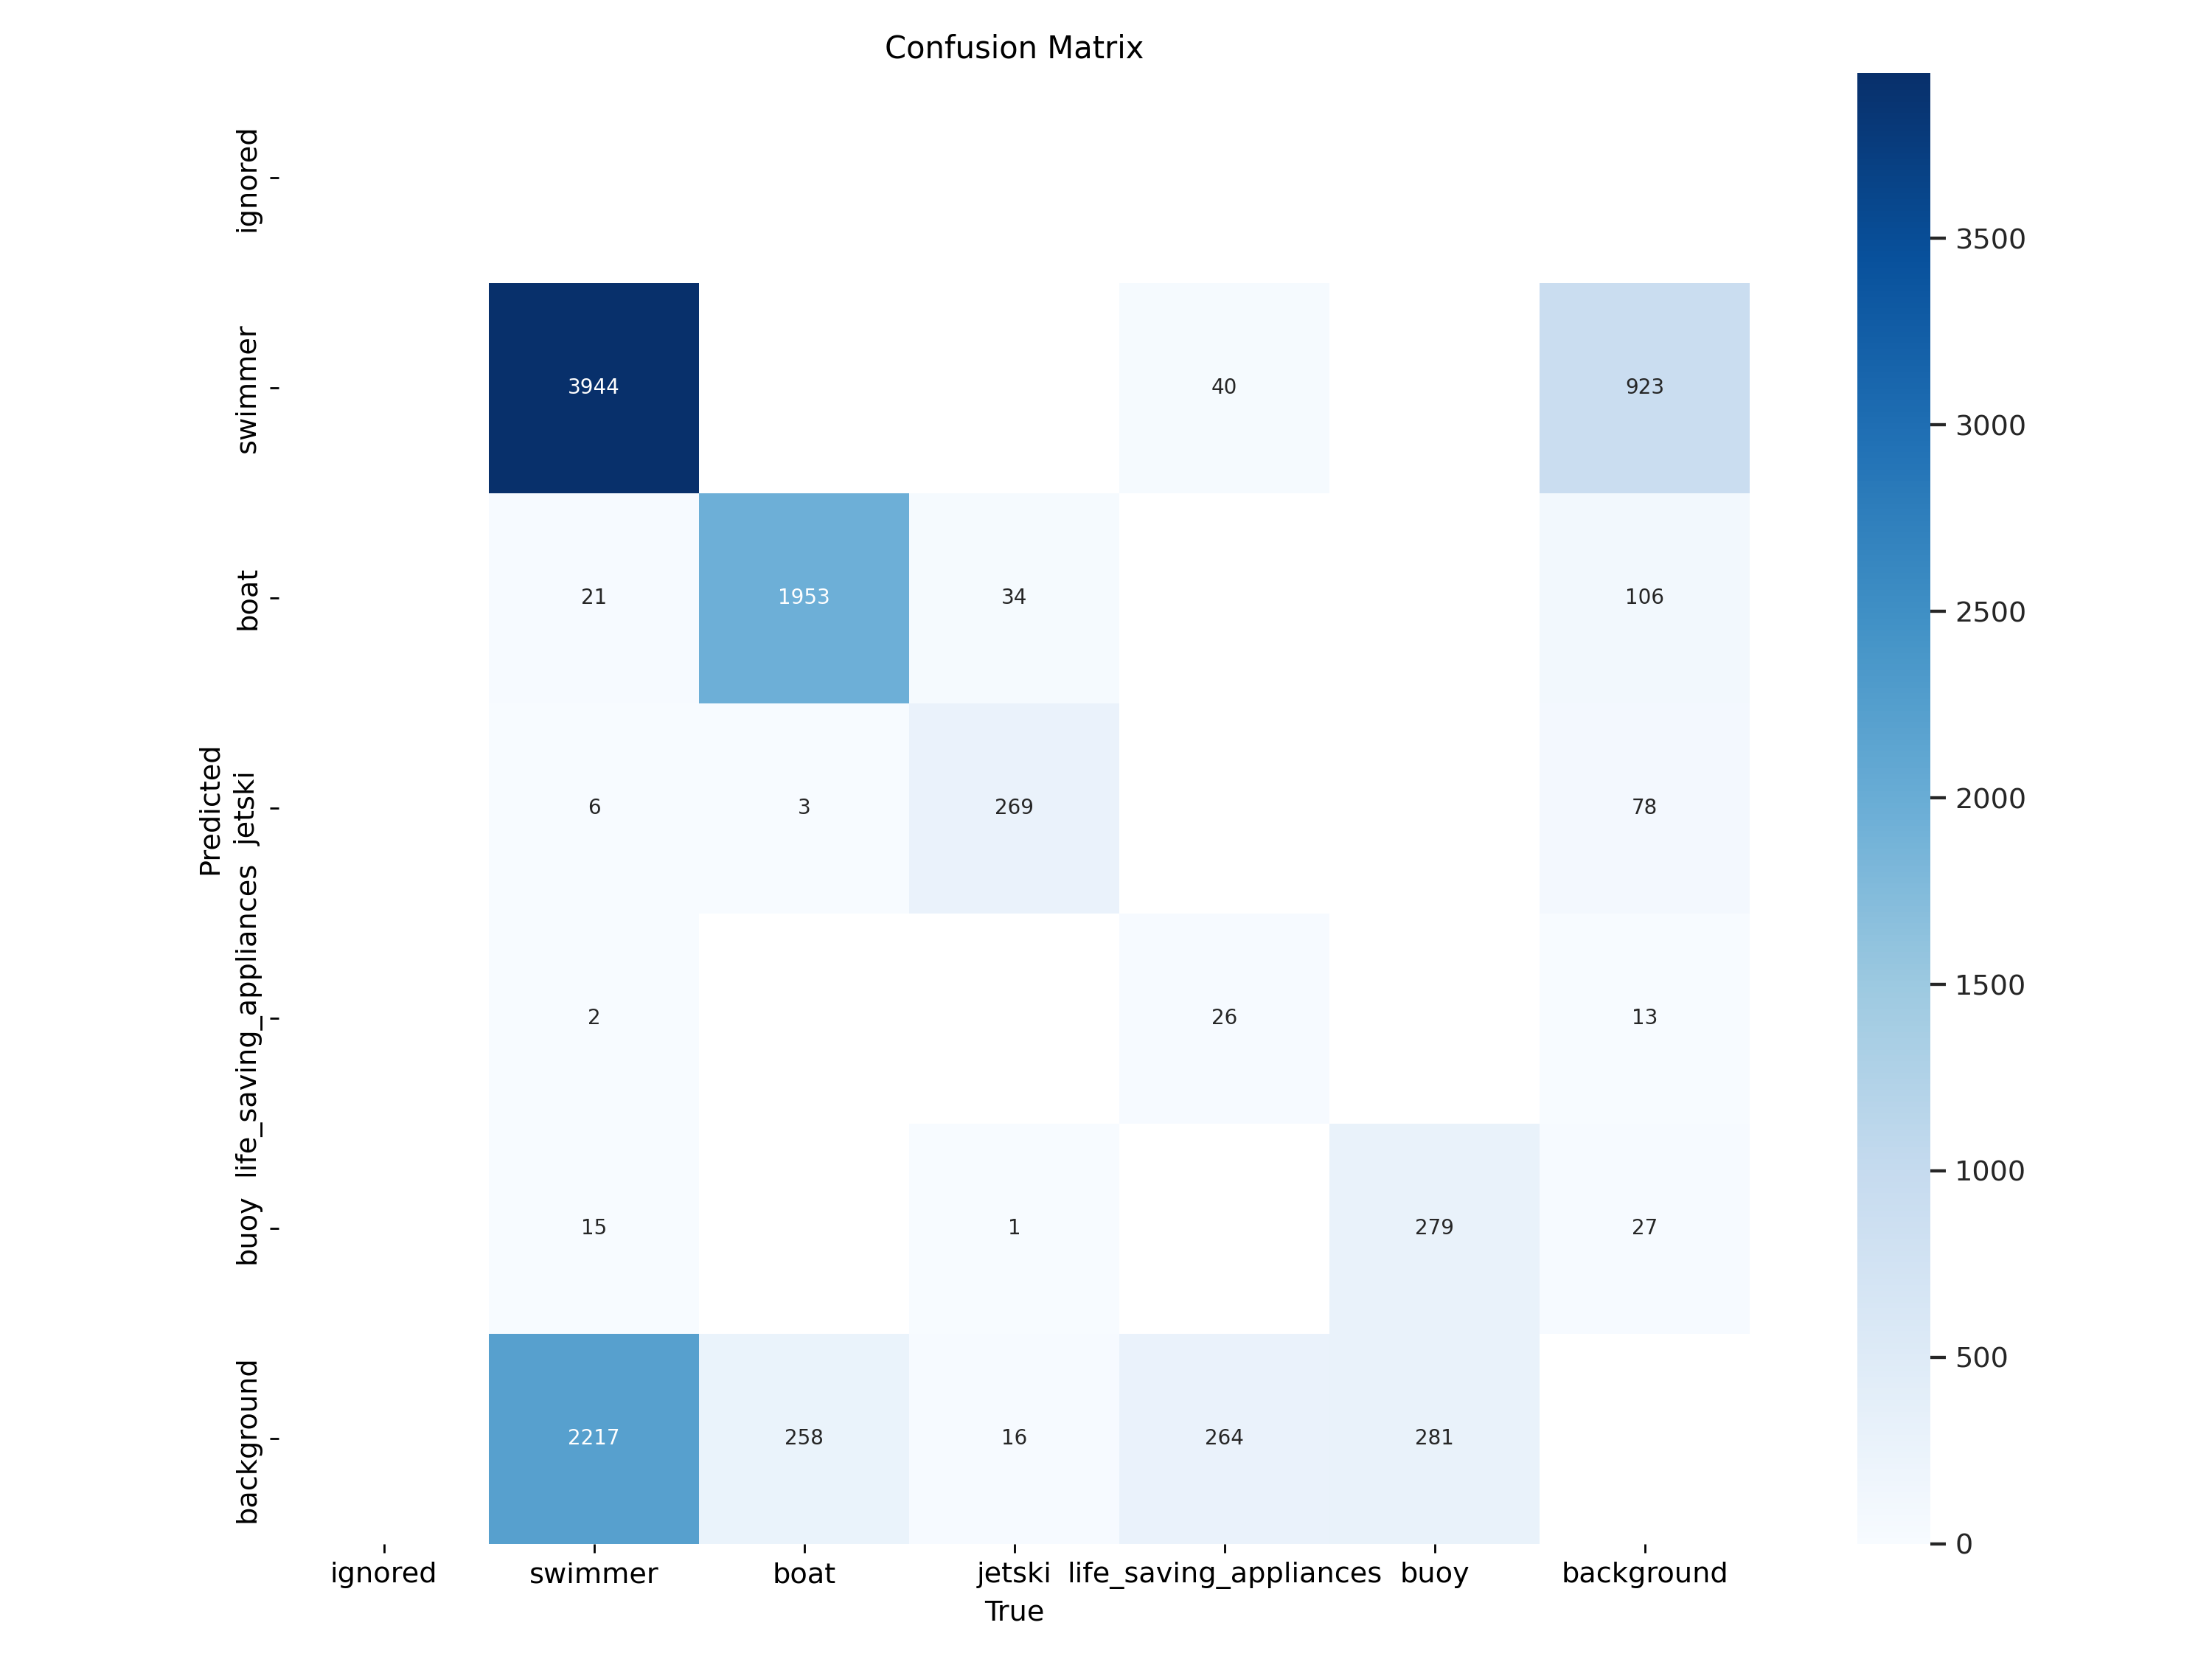 Confusion Matrix
ignored
swimmer
boat
jetski
life_saving_appliances
buoy
background
Predicted
3944 40 923
21 1953 34 106
6 3 269 78
2 26 13
15 1 279 27
2217 258 16 264 281
ignored swimmer boat jetski life_saving_appliances buoy background
True
3500
3000
2500
2000
1500
1000
500
0